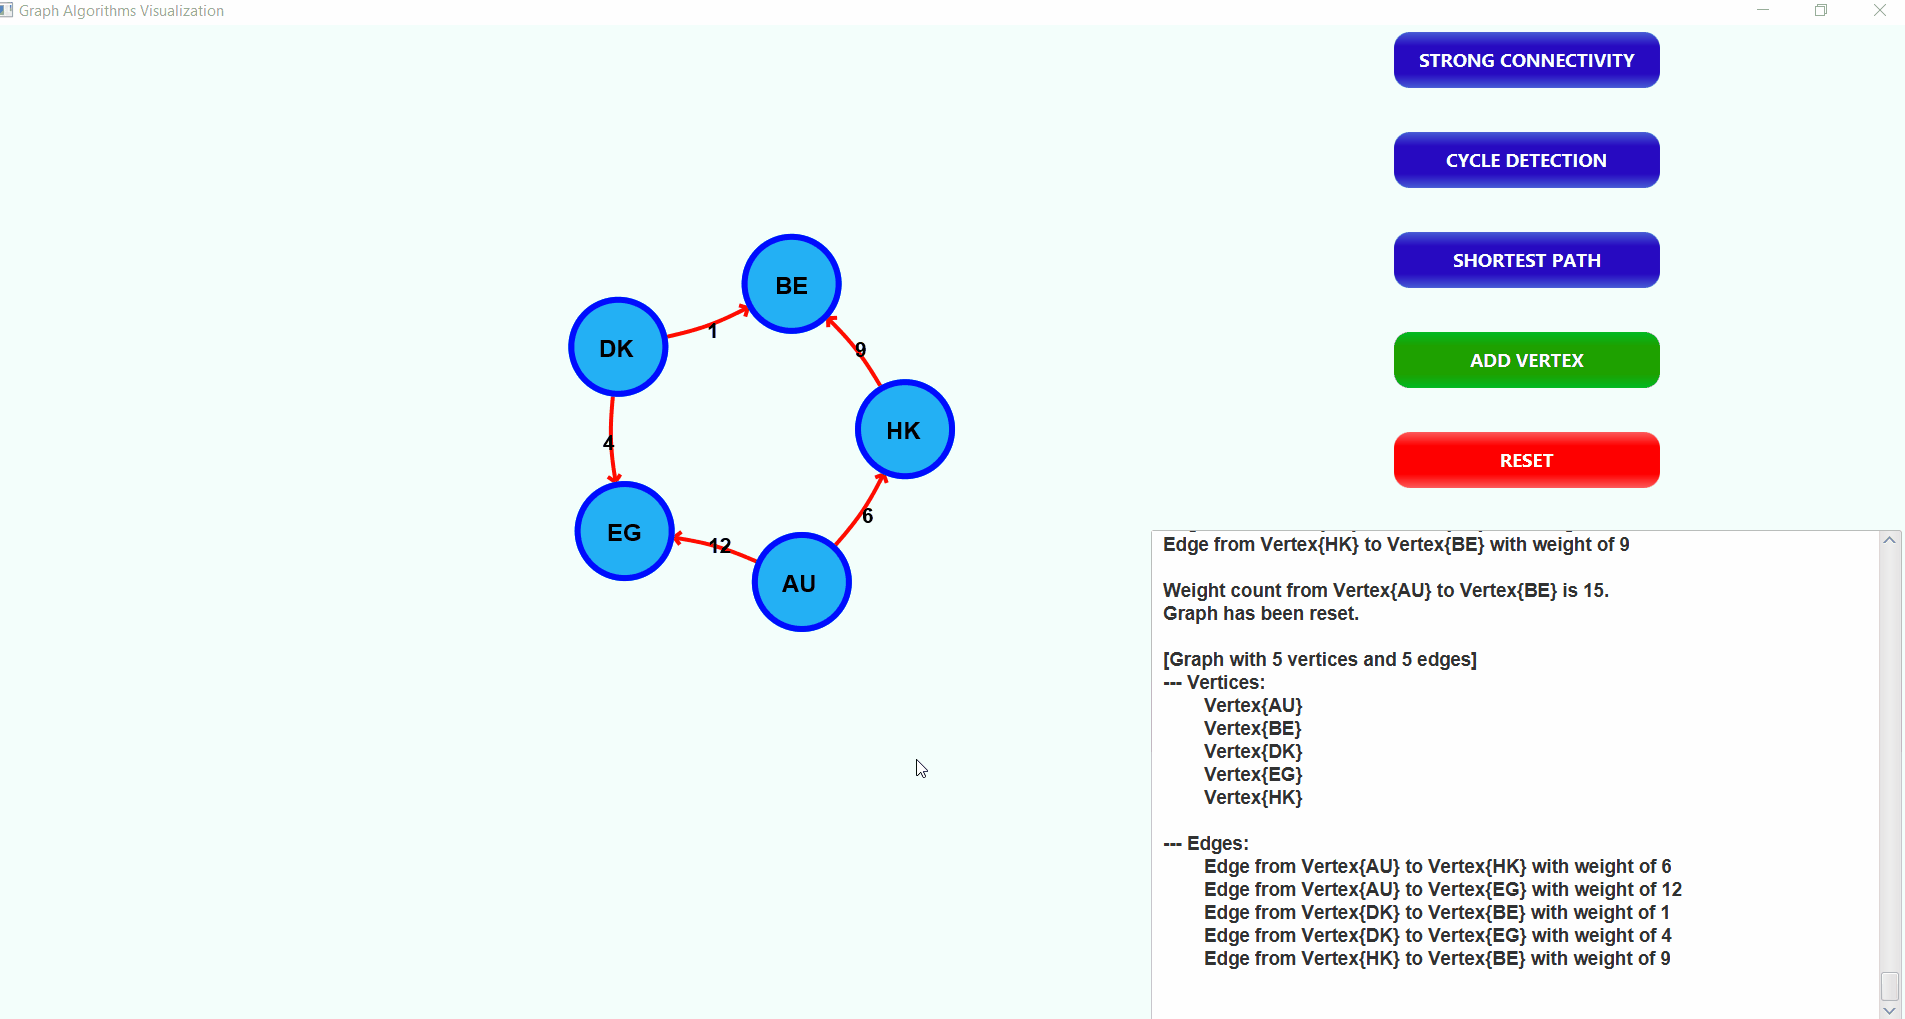 Graph Algorithms Visualization
STRONG CONNECTIVITY
CYCLE DETECTION
SHORTEST PATH
ADD VERTEX
RESET
BE
1
DK
9
HK
4
6
EG
12
AU
Edge from Vertex{HK} to Vertex{BE} with weight of 9
Weight count from Vertex{AU} to Vertex{BE} is 15.
Graph has been reset.
[Graph with 5 vertices and 5 edges]
--- Vertices:
Vertex{AU}
Vertex{BE}
Vertex{DK}
Vertex{EG}
Vertex{HK}
--- Edges:
Edge from Vertex{AU} to Vertex{HK} with weight of 6
Edge from Vertex{AU} to Vertex{EG} with weight of 12
Edge from Vertex{DK} to Vertex{BE} with weight of 1
Edge from Vertex{DK} to Vertex{EG} with weight of 4
Edge from Vertex{HK} to Vertex{BE} with weight of 9